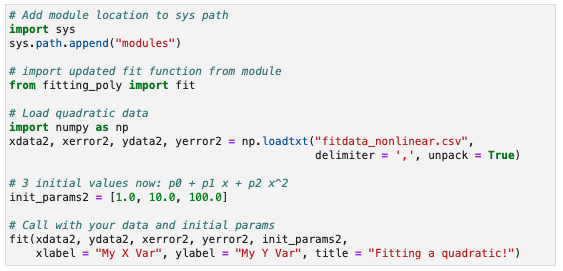 # Add module location to sys path
import sys
sys.path.append("modules")
# import updated fit function from module
from fitting_poly import fit
# Load quadratic data
import numpy as np
xdata2, xerror2, ydata2, yerror2 = np.loadtxt("fitdata_nonlinear.csv",
delimiter = ',', unpack = True)
# 3 initial values now: p0 + p1 x + p2 x^2
init_params2 = [1.0, 10.0, 100.0]
# Call with your data and initial params
fit(xdata2, ydata2, xerror2, yerror2, init_params2,
xlabel = "My X Var", ylabel = "My Y Var", title = "Fitting a quadratic!")